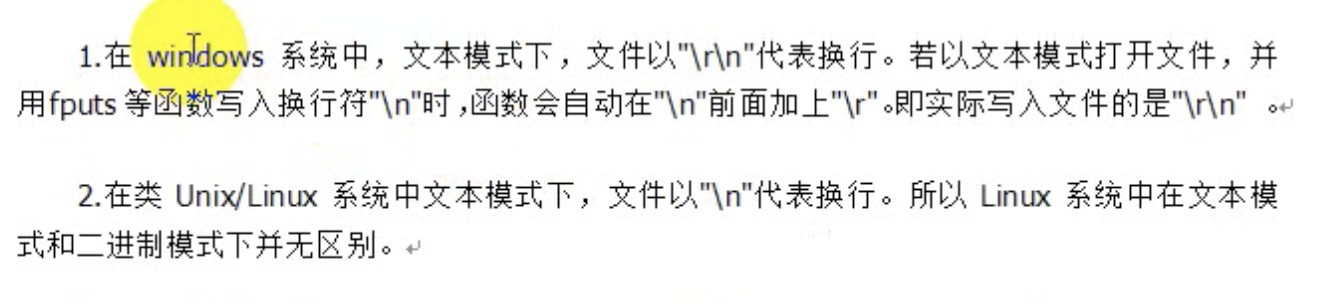 1.在 windows 系统中，文本模式下，文件以"\r\n"代表换行。若以文本模式打开文件，并
用fputs 等函数写入换行符"\n"时,函数会自动在"\n"前面加上"\r"。即实际写入文件的是"\r\n" 。
2.在类 Unix/Linux 系统中文本模式下，文件以"\n"代表换行。所以 Linux 系统中在文本模
式和二进制模式下并无区别。